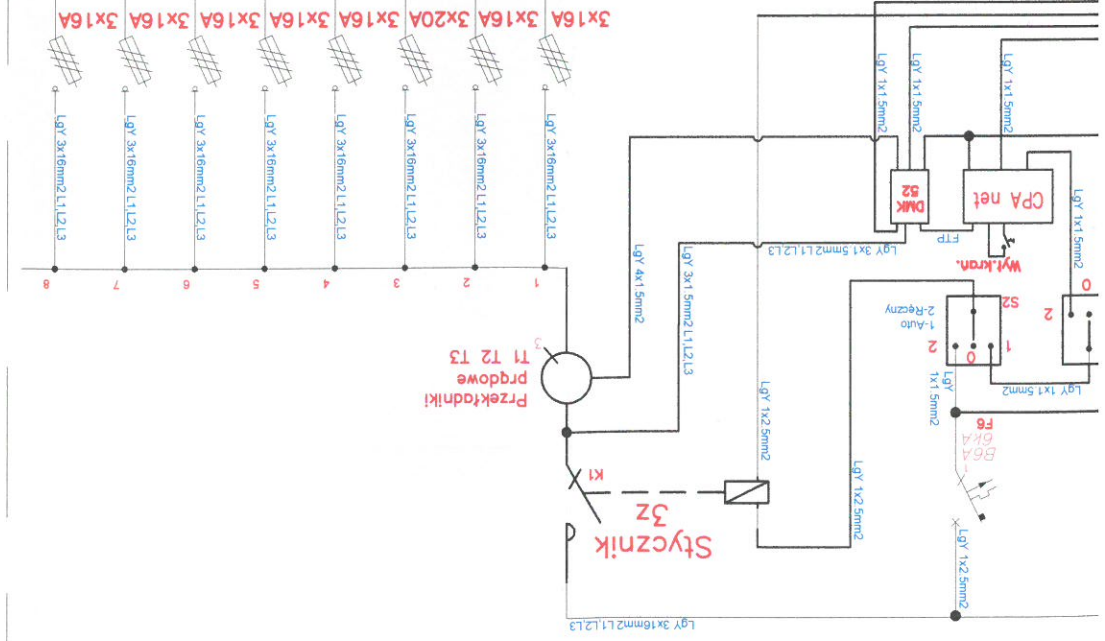 LgY 3x16mm2 L1,L2,L3
LgY 1x2.5mm2
Stycznik
3z
K1
LgY 1x2.5mm2
B6A
6kA
F6
LgY 1x1.5mm2
LgY
1x1.5mm2
LgY 1x2.5mm2
Przekładniki
prądowe
T1 T2 T3
3
1
0
2
1-Auto
2-Ręczny
S2
2
0
LgY 3x1.5mm2 L1,L2,L3
LgY 4x1.5mm2
1
2
3
4
5
6
7
8
Wył.krań.
FTP
LgY 3x1.5mm2 L1,L2,L3
LgY 1x1.5mm2
CPA net
DMK
52
LgY 3x16mm2 L1,L2,L3
LgY 3x16mm2 L1,L2,L3
LgY 3x16mm2 L1,L2,L3
LgY 3x16mm2 L1,L2,L3
LgY 3x16mm2 L1,L2,L3
LgY 3x16mm2 L1,L2,L3
LgY 3x16mm2 L1,L2,L3
LgY 3x16mm2 L1,L2,L3
LgY 1x1.5mm2
LgY 1x1.5mm2
LgY 1x1.5mm2
3x16A 3x16A 3x20A 3x16A 3x16A 3x16A 3x16A 3x16A